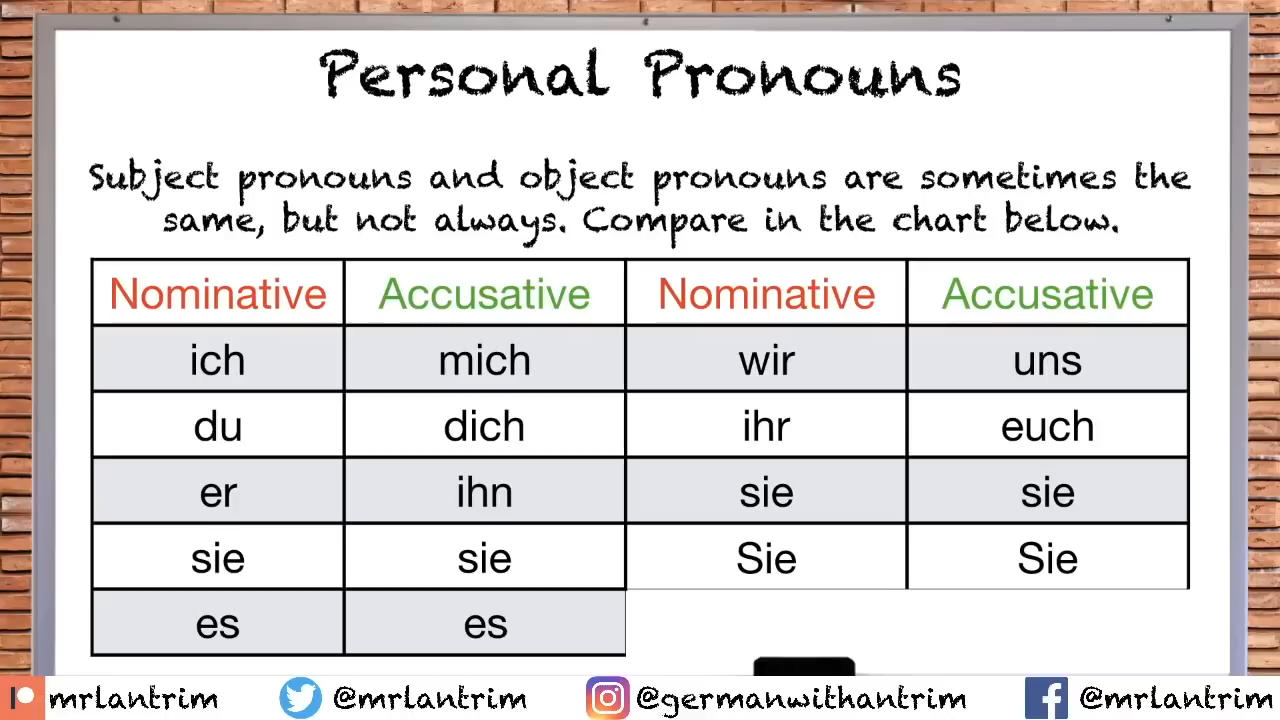 Personal Pronouns
Subject pronouns and object pronouns are sometimes the
same, but not always. Compare in the chart below.
Nominative Accusative Nominative Accusative
ich mich wir uns
du dich ihr euch
er ihn sie sie
sie sie Sie Sie
es es
mrlantrim @mrlantrim @germanwithantrim @mrlantrim